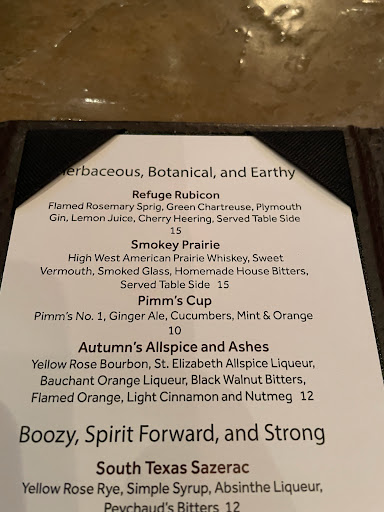 erbaceous, Botanical, and Earthy
Refuge Rubicon
Flamed Rosemary Sprig, Green Chartreuse, Plymouth
Gin, Lemon Juice, Cherry Heering, Served Table Side
15
Smokey Prairie
High West American Prairie Whiskey, Sweet
Vermouth, Smoked Glass, Homemade House Bitters,
Served Table Side 15
Pimm's Cup
Pimm's No. 1, Ginger Ale, Cucumbers, Mint & Orange
10
Autumn's Allspice and Ashes
Yellow Rose Bourbon, St. Elizabeth Allspice Liqueur,
Bauchant Orange Liqueur, Black Walnut Bitters,
Flamed Orange, Light Cinnamon and Nutmeg 12
Boozy, Spirit Forward, and Strong
South Texas Sazerac
Yellow Rose Rye, Simple Syrup, Absinthe Liqueur,
Peychaud's Bitters 12